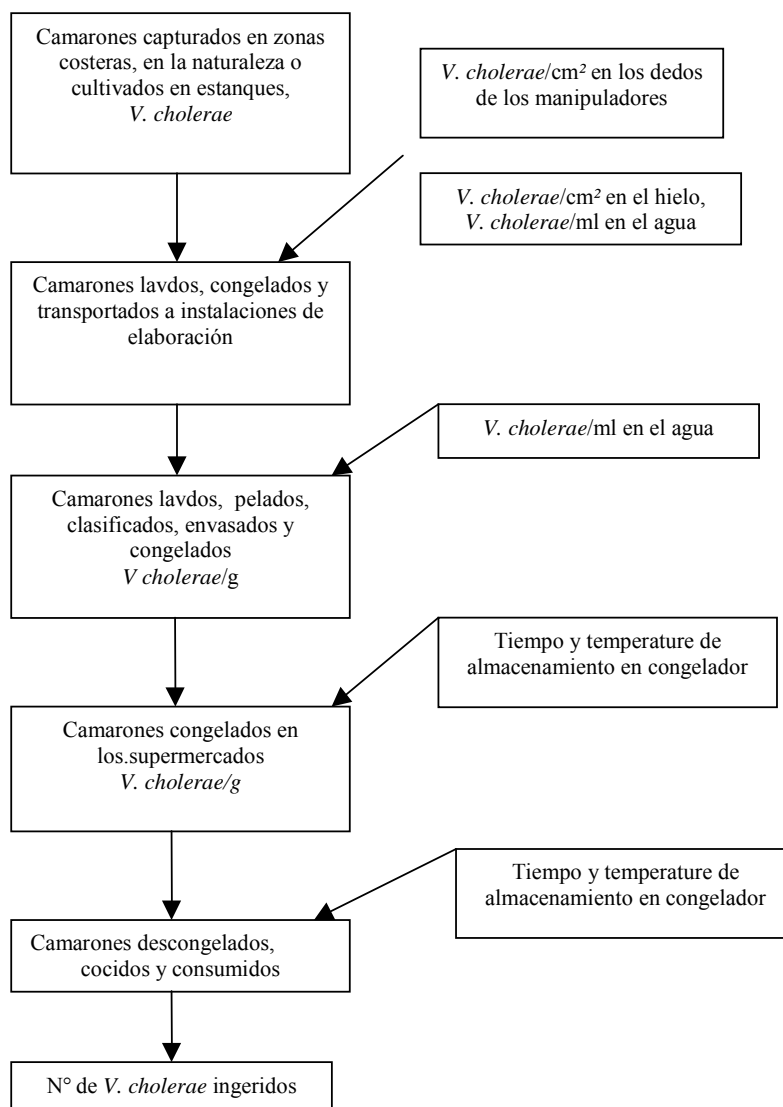 Camarones capturados en zonas
costeras, en la naturaleza o
cultivados en estanques,
V. cholerae
V. cholerae/cm² en los dedos
de los manipuladores
V. cholerae/cm² en el hielo,
V. cholerae/ml en el agua
Camarones lavdos, congelados y
transportados a instalaciones de
elaboración
V. cholerae/ml en el agua
Camarones lavdos, pelados,
clasificados, envasados y
congelados
V cholerae/g
Tiempo y temperature de
almacenamiento en congelador
Camarones congelados en
los.supermercados
V. cholerae/g
Tiempo y temperature de
almacenamiento en congelador
Camarones descongelados,
cocidos y consumidos
N° de V. cholerae ingeridos